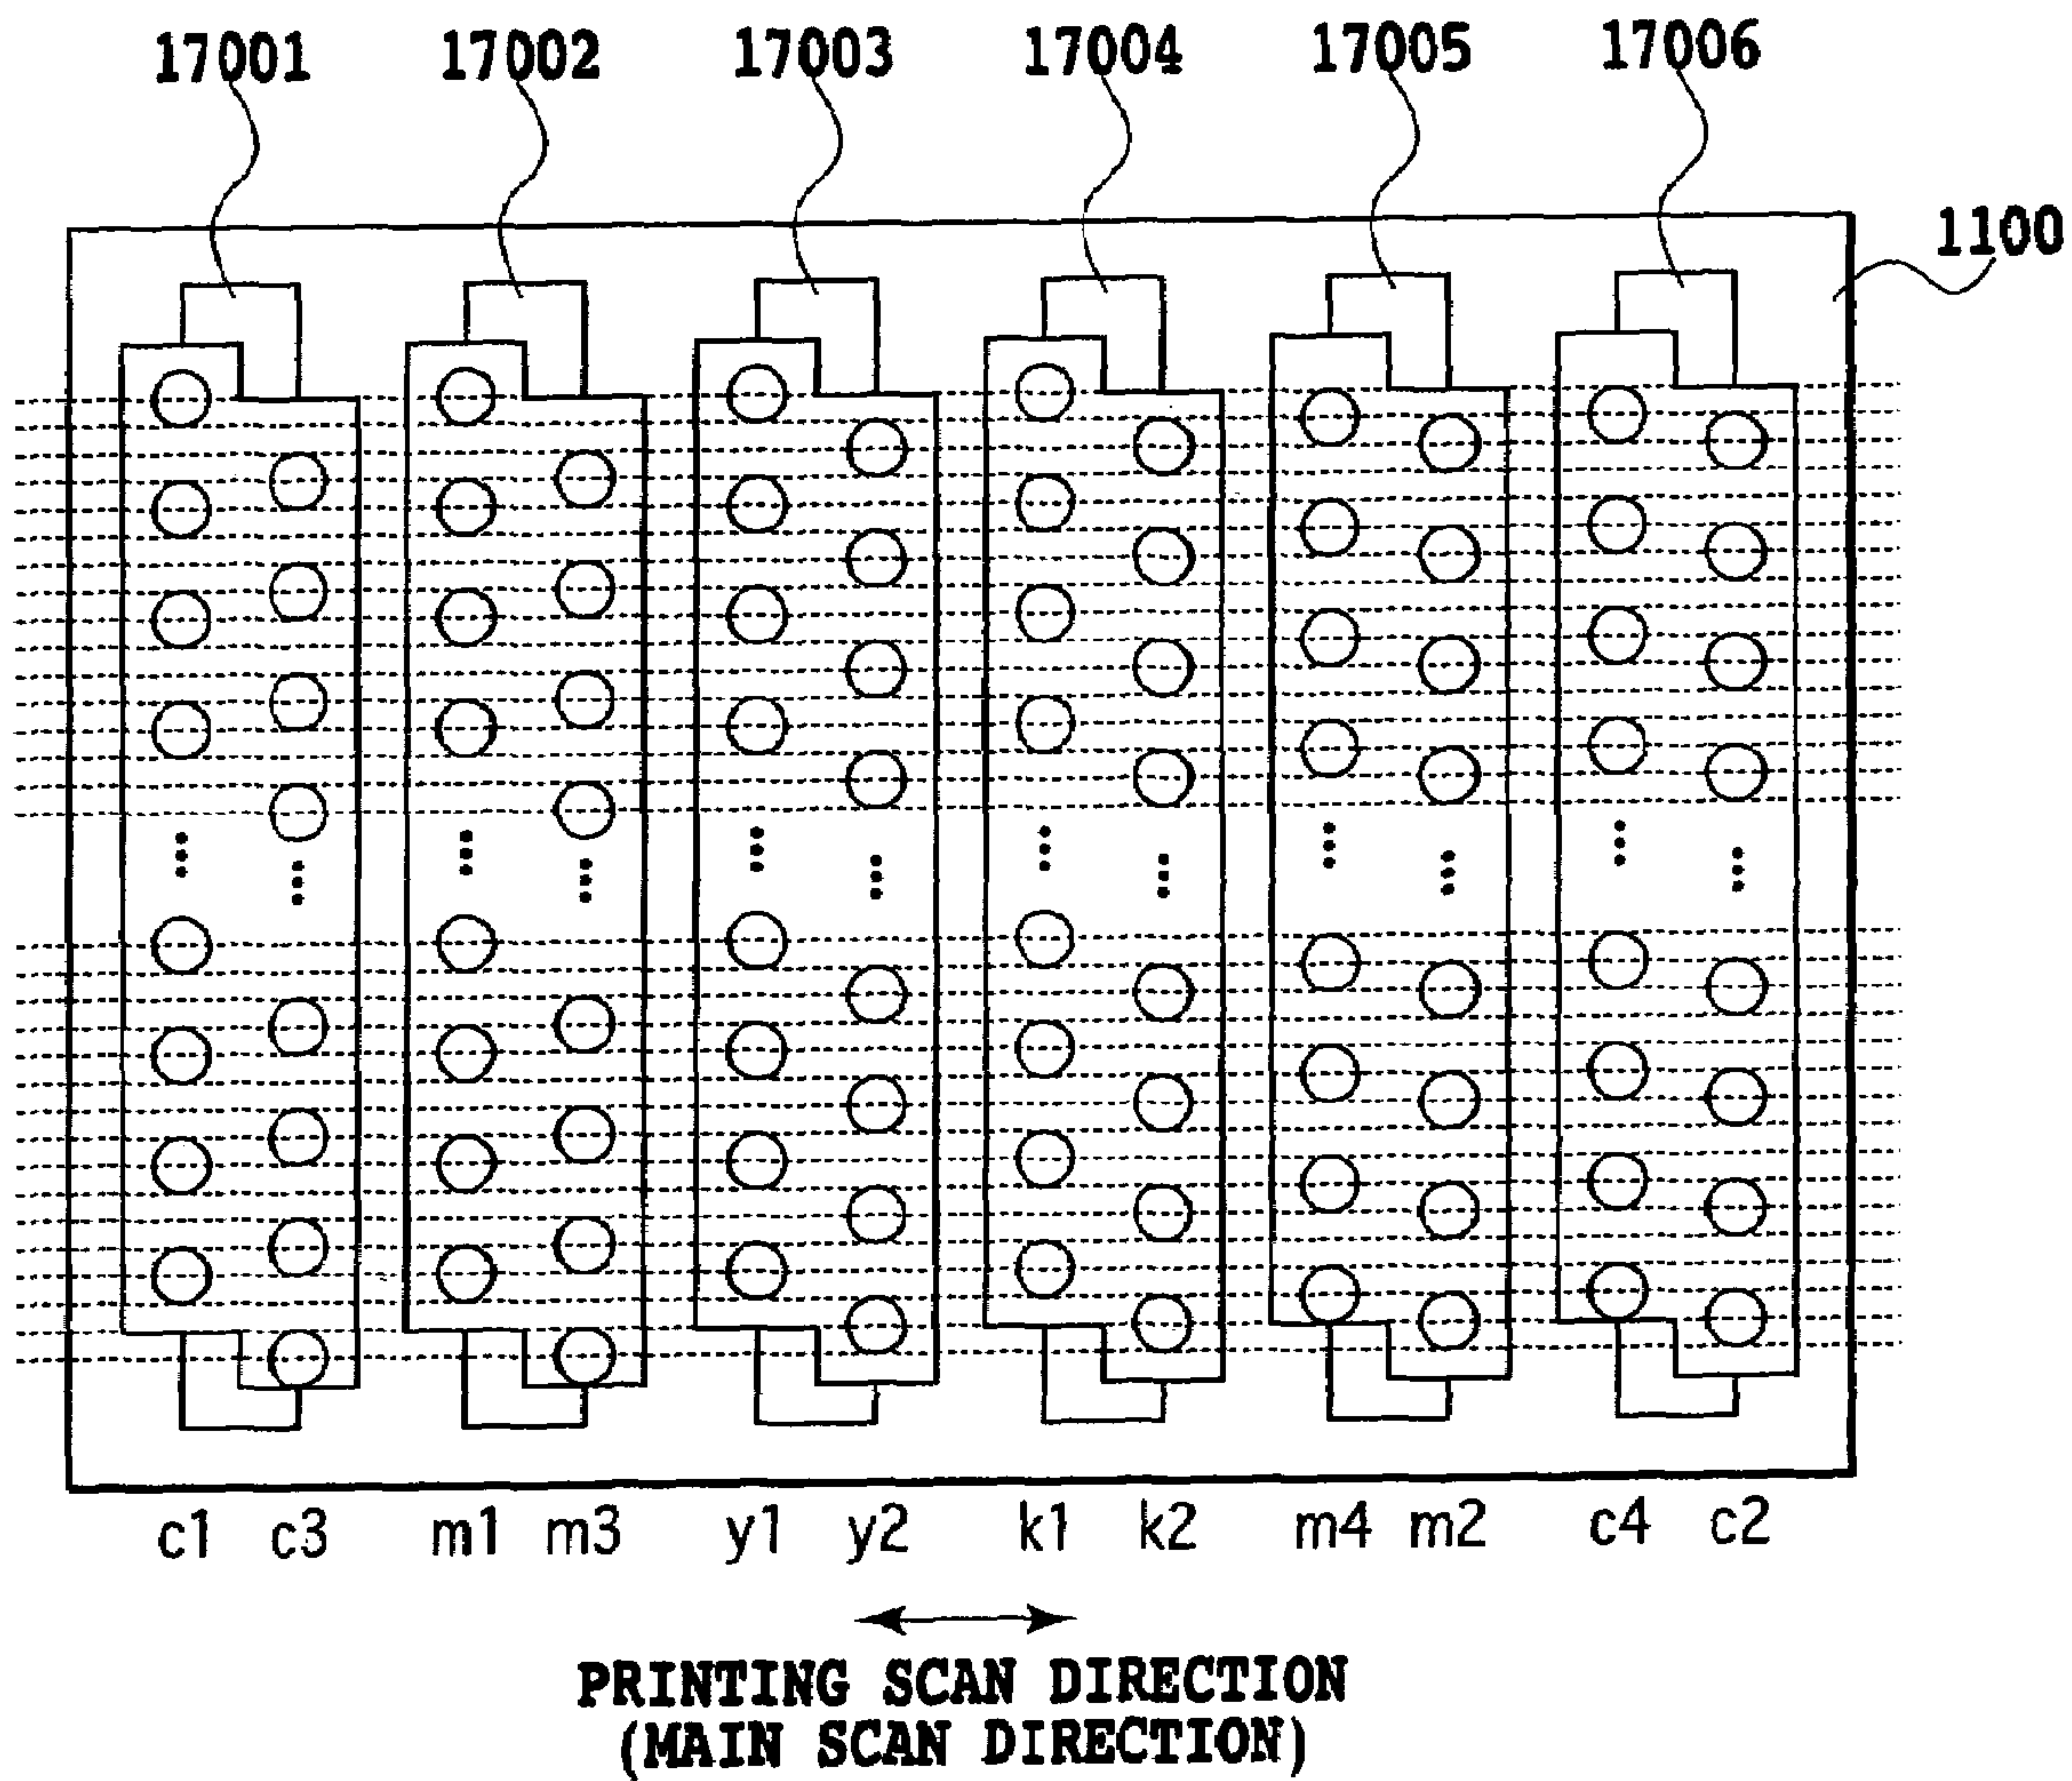 17001 17002 17003 17004 17005 17006
1100
c1 c3 m1 m3 y1 y2 k1 k2 m4 m2 c4 c2
PRINTING SCAN DIRECTION
(MAIN SCAN DIRECTION)